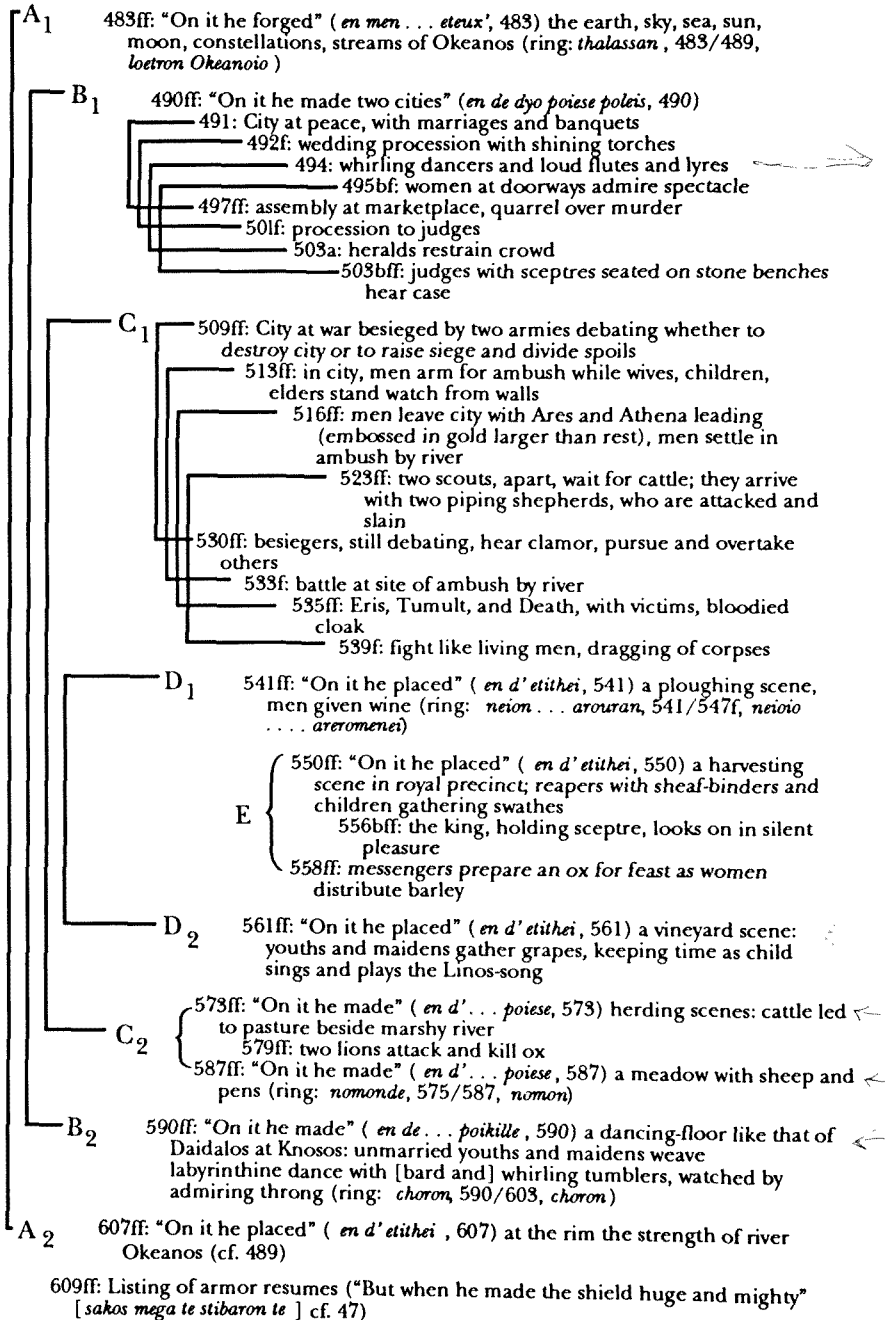 A1 483ff: “On it he forged” (en men . . . eteux’, 483) the earth, sky, sea, sun,
moon, constellations, streams of Okeanos (ring: thalassan, 483/489,
loetron Okeanoio)
B1 490ff: “On it he made two cities” (en de dyo poiese poleis, 490)
491: City at peace, with marriages and banquets
492f: wedding procession with shining torches
494: whirling dancers and loud flutes and lyres
495bf: women at doorways admire spectacle
497ff: assembly at marketplace, quarrel over murder
501f: procession to judges
503a: heralds restrain crowd
503bff: judges with sceptres seated on stone benches
hear case
C1 509ff: City at war besieged by two armies debating whether to
destroy city or to raise siege and divide spoils
513ff: in city, men arm for ambush while wives, children,
elders stand watch from walls
516ff: men leave city with Ares and Athena leading
(embossed in gold larger than rest), men settle in
ambush by river
523ff: two scouts, apart, wait for cattle; they arrive
with two piping shepherds, who are attacked and
slain
530ff: besiegers, still debating, hear clamor, pursue and overtake
others
533f: battle at site of ambush by river
535ff: Eris, Tumult, and Death, with victims, bloodied
cloak
539f: fight like living men, dragging of corpses
D1 541ff: “On it he placed” (en d’ etithei, 541) a ploughing scene,
men given wine (ring: neion . . . arouran, 541/547f, neioio
. . . . areromenei)
550ff: “On it he placed” (en d’ etithei, 550) a harvesting
scene in royal precinct; reapers with sheaf-binders and
children gathering swathes
E 556bff: the king, holding sceptre, looks on in silent
pleasure
558ff: messengers prepare an ox for feast as women
distribute barley
D2 561ff: “On it he placed” (en d’ etithei, 561) a vineyard scene:
youths and maidens gather grapes, keeping time as child
sings and plays the Linos-song
573ff: “On it he made” (en d’. . . poiese, 573) herding scenes: cattle led
to pasture beside marshy river
C2 579ff: two lions attack and kill ox
587ff: “On it he made” (en d’. . . poiese, 587) a meadow with sheep and
pens (ring: nomonde, 575/587, nomon)
B2 590ff: “On it he made” (en de . . . poikille, 590) a dancing-floor like that of
Daidalos at Knosos: unmarried youths and maidens weave
labyrinthine dance with [bard and] whirling tumblers, watched by
admiring throng (ring: choron, 590/603, choron)
A2 607ff: “On it he placed” (en d’ etithei, 607) at the rim the strength of river
Okeanos (cf. 489)
609ff: Listing of armor resumes (“But when he made the shield huge and mighty”
[sakos mega te stibaron te] cf. 47)